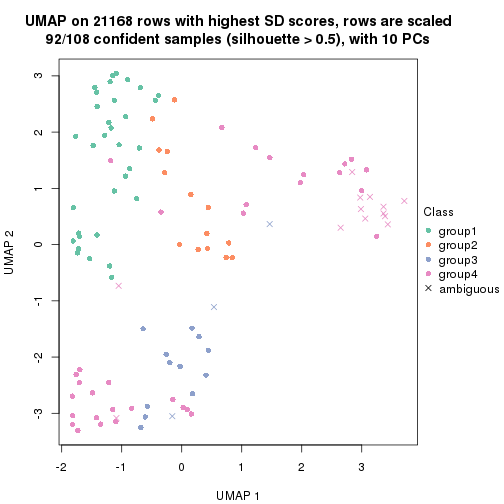 UMAP on 21168 rows with highest SD scores, rows are scaled
92/108 confident samples (silhouette > 0.5), with 10 PCs
3
2
1
0
-1
-2
-3
UMAP 2
-2
-1
0
1
2
3
UMAP 1
Class
group1
group2
group3
group4
ambiguous